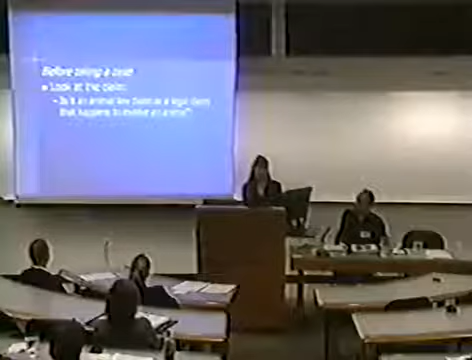 Before taking a case
Look at the claim:
- Is it an animal law claim or a legal claim
that happens to involve an animal?